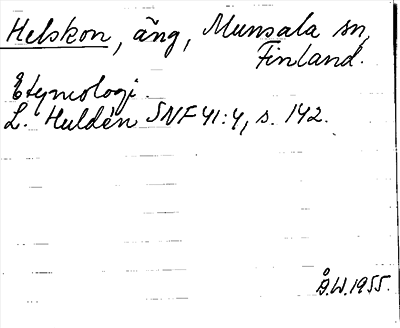 Helskon, äng, Munsala sn,
Finland.
Etymologi.
L. Huldén SNF 41:4, s. 142.
Å.W. 1955.